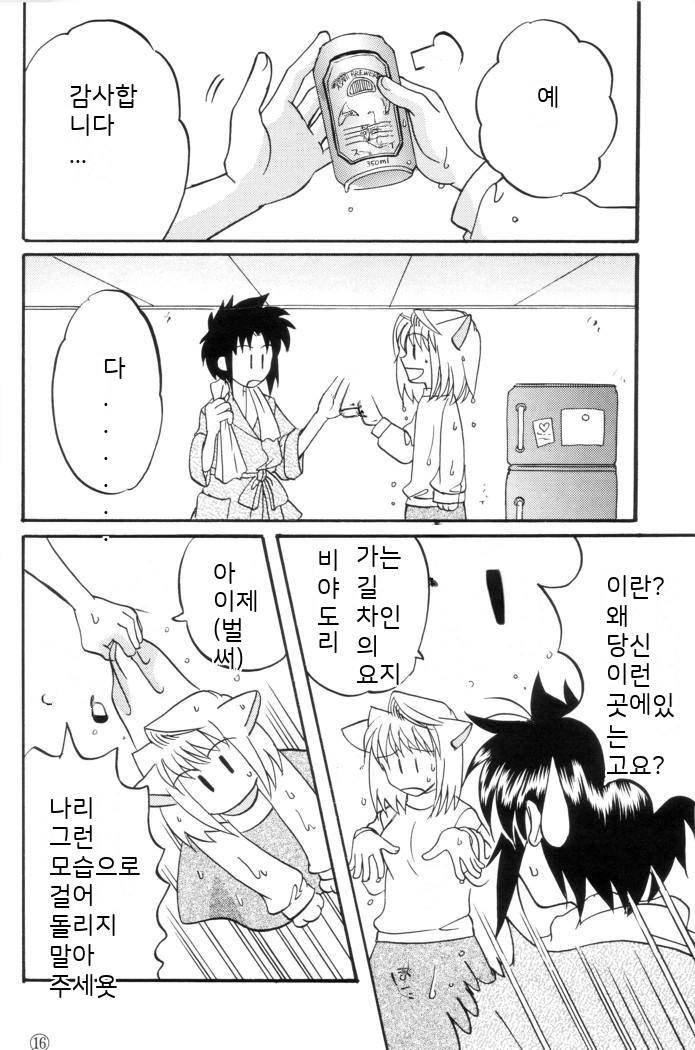 예
감사합
니다
...
350ml
다
.
.
.
.
.
.
이란?
왜
당신
이런
곳에있
는
고요?
가는
길
차인
의
요지
비
야
도
리
아
이제
(벌
써)
나리
그런
모습으로
걸어
돌리지
말아
주세욧
16